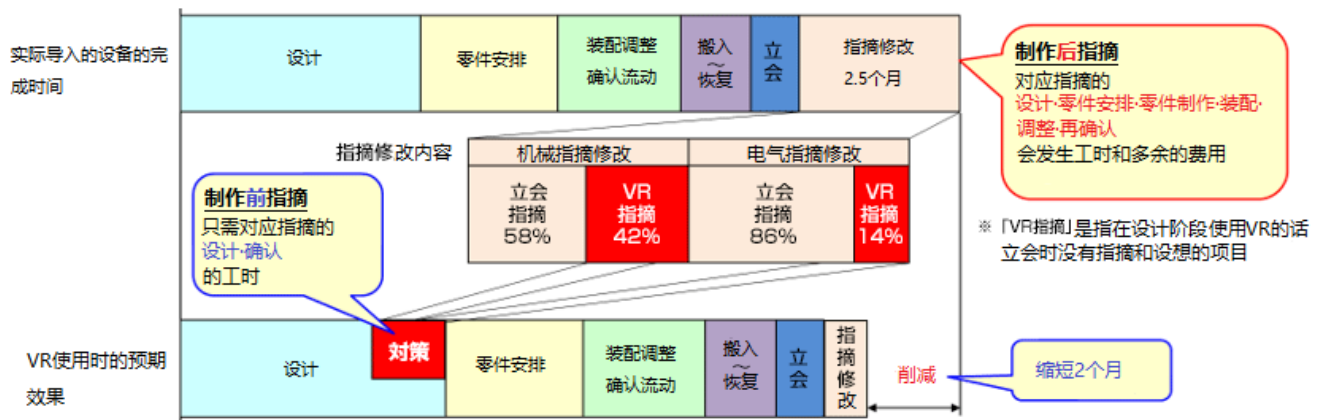 实际导入的设备的完
成时间
设计
零件安排
装配调整
确认流动
搬入
～
恢复
立
会
指摘修改
2.5个月
制作后指摘
对应指摘的
设计·零件安排·零件制作·装配·
调整·再确认
会发生工时和多余的费用
指摘修改内容
机械指摘修改
电气指摘修改
立会
指摘
58%
VR
指摘
42%
立会
指摘
86%
VR
指摘
14%
制作前指摘
只需对应指摘的
设计·确认
的工时
※「VR指摘」是指在设计阶段使用VR的话
立会时没有指摘和设想的项目
VR使用时的预期
效果
设计
对策
零件安排
装配调整
确认流动
搬入
～
恢复
立
会
指
摘
修
改
削减
缩短2个月